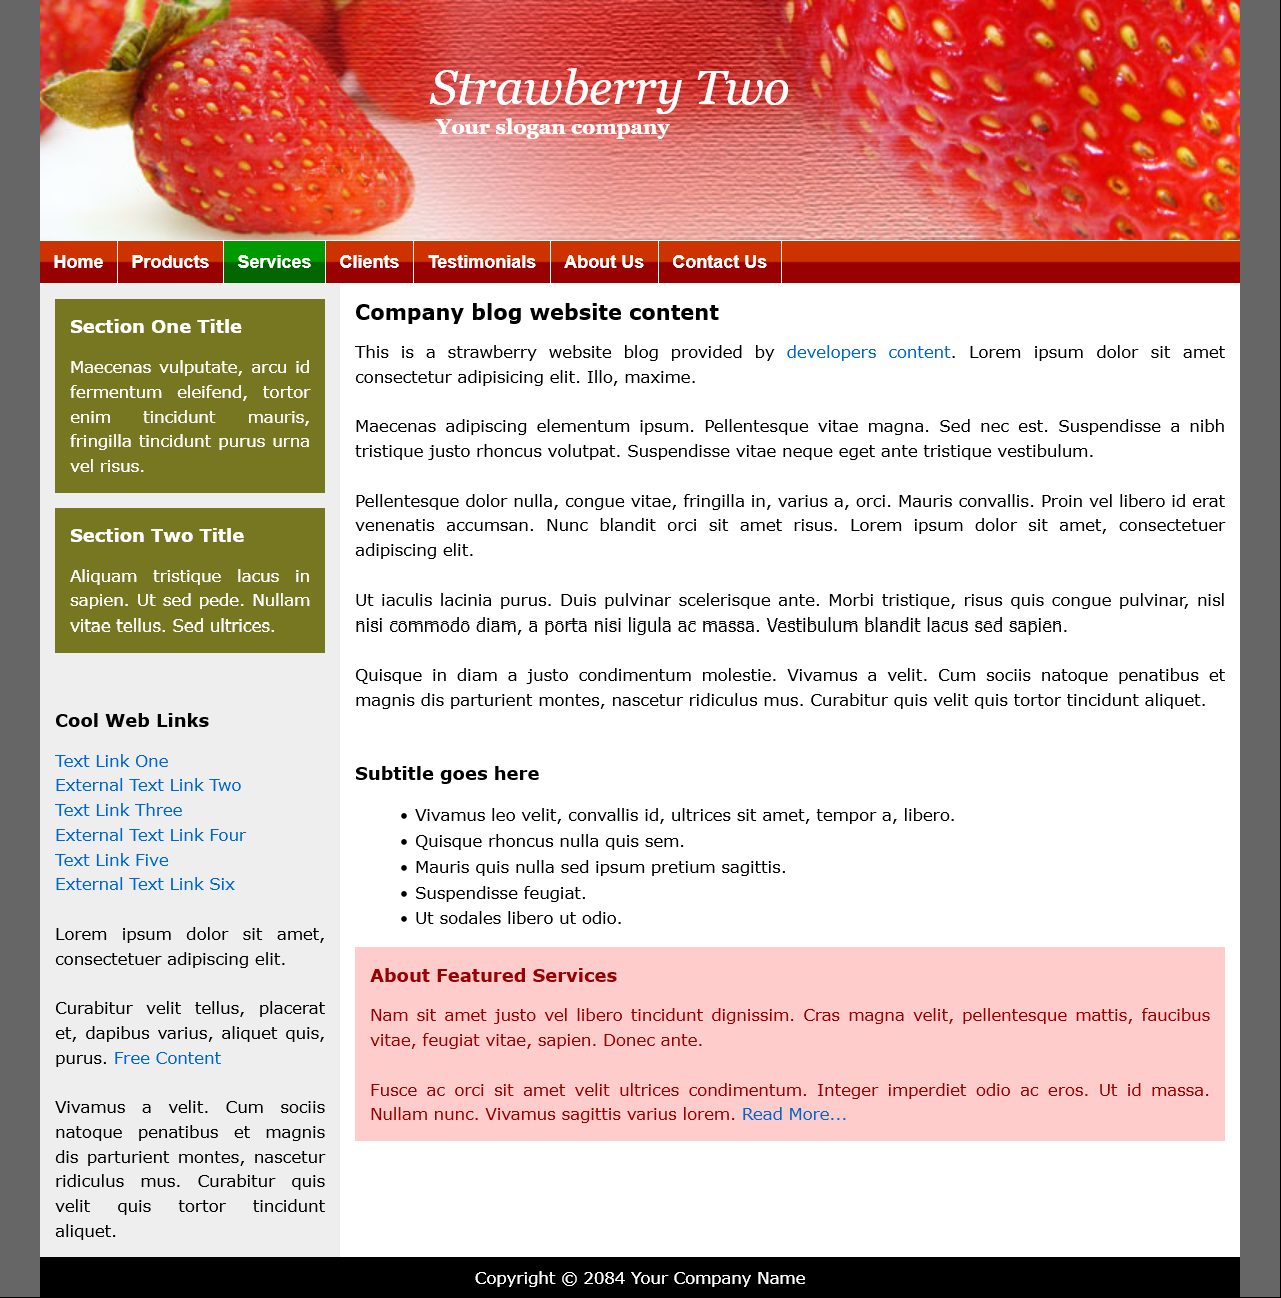 Strawberry Two
Your slogan company
Home Products Services Clients Testimonials About Us Contact Us
Section One Title
Maecenas vulputate, arcu id
fermentum eleifend, tortor
enim tincidunt mauris,
fringilla tincidunt purus urna
vel risus.
Section Two Title
Aliquam tristique lacus in
sapien. Ut sed pede. Nullam
vitae tellus. Sed ultrices.
Cool Web Links
Text Link One
External Text Link Two
Text Link Three
External Text Link Four
Text Link Five
External Text Link Six
Lorem ipsum dolor sit amet,
consectetuer adipiscing elit.
Curabitur velit tellus, placerat
et, dapibus varius, aliquet quis,
purus. Free Content
Vivamus a velit. Cum sociis
natoque penatibus et magnis
dis parturient montes, nascetur
ridiculus mus. Curabitur quis
velit quis tortor tincidunt
aliquet.
Company blog website content
This is a strawberry website blog provided by developers content. Lorem ipsum dolor sit amet
consectetur adipisicing elit. Illo, maxime.
Maecenas adipiscing elementum ipsum. Pellentesque vitae magna. Sed nec est. Suspendisse a nibh
tristique justo rhoncus volutpat. Suspendisse vitae neque eget ante tristique vestibulum.
Pellentesque dolor nulla, congue vitae, fringilla in, varius a, orci. Mauris convallis. Proin vel libero id erat
venenatis accumsan. Nunc blandit orci sit amet risus. Lorem ipsum dolor sit amet, consectetuer
adipiscing elit.
Ut iaculis lacinia purus. Duis pulvinar scelerisque ante. Morbi tristique, risus quis congue pulvinar, nisl
nisi commodo diam, a porta nisi ligula ac massa. Vestibulum blandit lacus sed sapien.
Quisque in diam a justo condimentum molestie. Vivamus a velit. Cum sociis natoque penatibus et
magnis dis parturient montes, nascetur ridiculus mus. Curabitur quis velit quis tortor tincidunt aliquet.
Subtitle goes here
• Vivamus leo velit, convallis id, ultrices sit amet, tempor a, libero.
• Quisque rhoncus nulla quis sem.
• Mauris quis nulla sed ipsum pretium sagittis.
• Suspendisse feugiat.
• Ut sodales libero ut odio.
About Featured Services
Nam sit amet justo vel libero tincidunt dignissim. Cras magna velit, pellentesque mattis, faucibus
vitae, feugiat vitae, sapien. Donec ante.
Fusce ac orci sit amet velit ultrices condimentum. Integer imperdiet odio ac eros. Ut id massa.
Nullam nunc. Vivamus sagittis varius lorem. Read More...
Copyright © 2084 Your Company Name